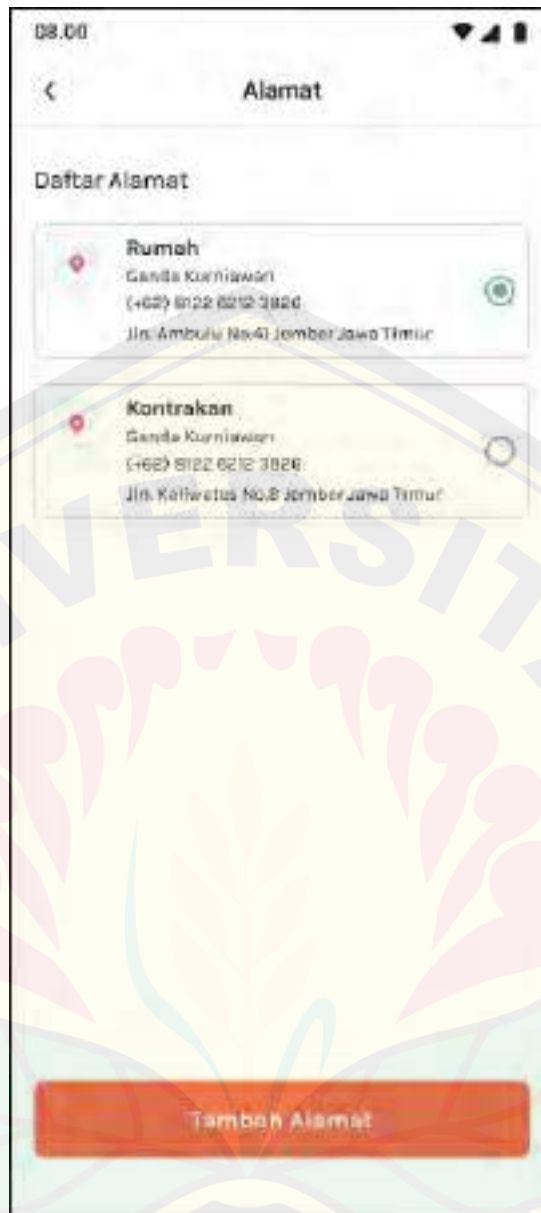 08.00
Alamat
Daftar Alamat
Rumah
Ganda Kurniawan
(+62) 8122 6212 3826
Jln. Ambulu No.41 Jember Jawa Timur
Kontrakan
Ganda Kurniawan
(+62) 8122 6212 3826
Jln. Kaliwates No.8 Jember Jawa Timur
VERSITA
Tambah Alamat